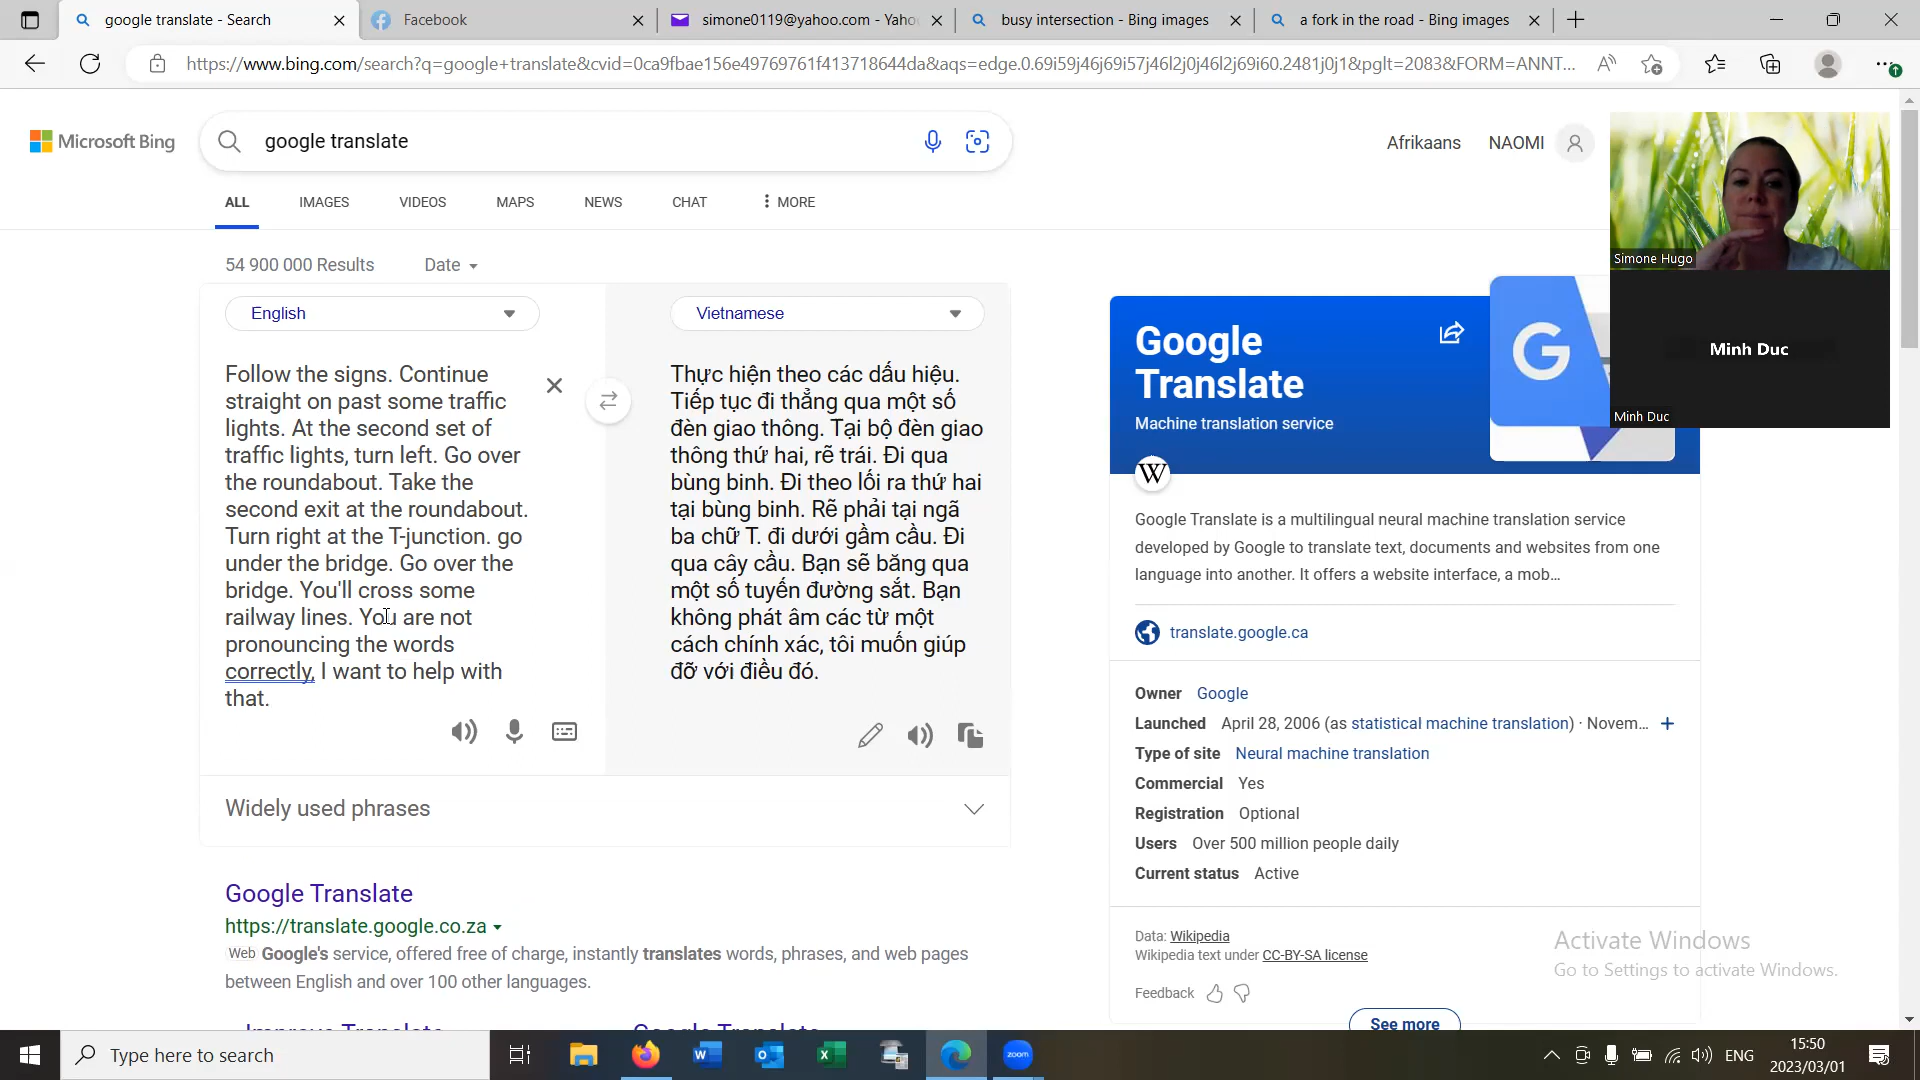 google translate - Search
Facebook
simone0119@yahoo.com - Yaho
busy intersection - Bing images
a fork in the road - Bing images
https://www.bing.com/search?q=google+translate&cvid=0ca9fbae156e49769761f413718644da&aqs=edge.0.69i59j46j69i57j46l2j0j46l2j69i60.2481j0j1&pglt=2083&FORM=ANNT...
Microsoft Bing
google translate
Afrikaans
NAOMI
ALL
IMAGES
VIDEOS
MAPS
NEWS
CHAT
MORE
54 900 000 Results
Date
English
Vietnamese
Follow the signs. Continue
straight on past some traffic
lights. At the second set of
traffic lights, turn left. Go over
the roundabout. Take the
second exit at the roundabout.
Turn right at the T-junction. go
under the bridge. Go over the
bridge. You'll cross some
railway lines. You are not
pronouncing the words
correctly, I want to help with
that.
Thực hiện theo các dấu hiệu.
Tiếp tục đi thẳng qua một số
đèn giao thông. Tại bộ đèn giao
thông thứ hai, rẽ trái. Đi qua
bùng binh. Đi theo lối ra thứ hai
tại bùng binh. Rẽ phải tại ngã
ba chữ T. đi dưới gầm cầu. Đi
qua cây cầu. Bạn sẽ băng qua
một số tuyến đường sắt. Bạn
không phát âm các từ một
cách chính xác, tôi muốn giúp
đỡ với điều đó.
Widely used phrases
Google Translate
https://translate.google.co.za
Web Google's service, offered free of charge, instantly translates words, phrases, and web pages
between English and over 100 other languages.
Google
Translate
Machine translation service
G
W
Google Translate is a multilingual neural machine translation service
developed by Google to translate text, documents and websites from one
language into another. It offers a website interface, a mob...
translate.google.ca
Owner Google
Launched April 28, 2006 (as statistical machine translation) · Novem...
Type of site Neural machine translation
Commercial Yes
Registration Optional
Users Over 500 million people daily
Current status Active
Data: Wikipedia
Wikipedia text under CC-BY-SA license
Feedback
See more
Simone Hugo
Minh Duc
Minh Duc
Activate Windows
Go to Settings to activate Windows.
Type here to search
zoom
ENG
15:50
2023/03/01